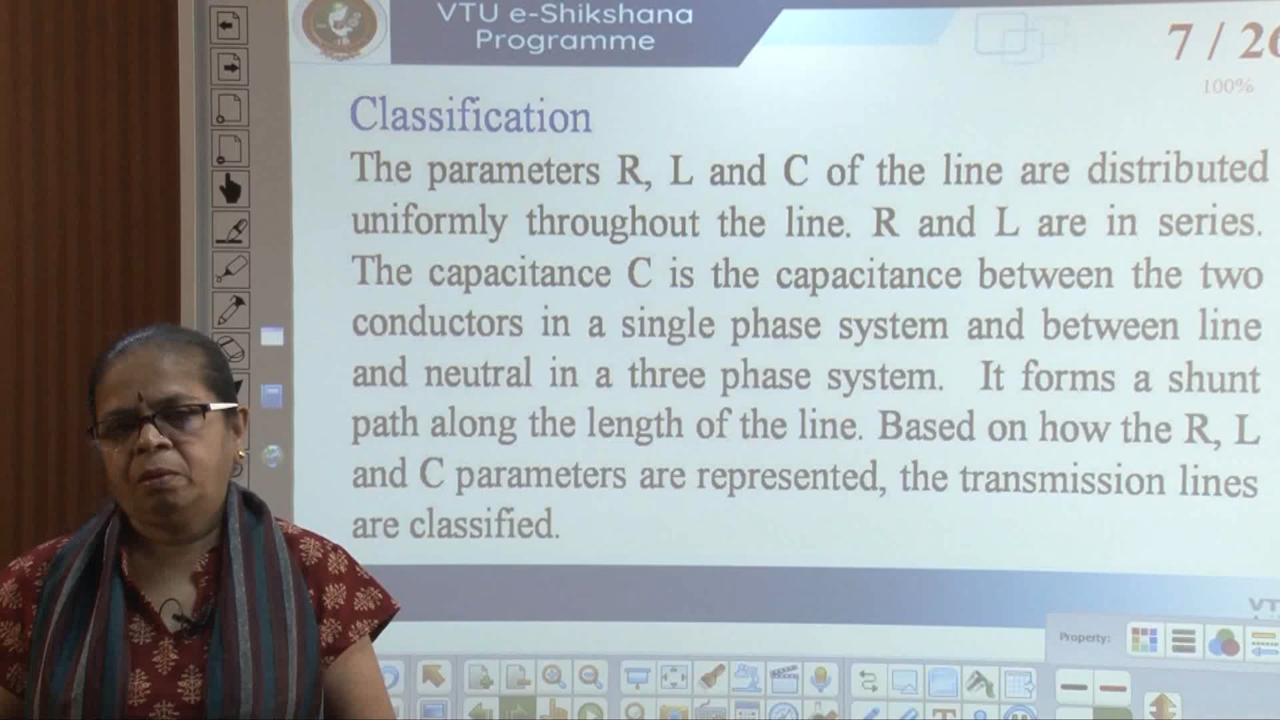 VTU e-Shikshana
Programme
7 / 26
100%
Classification
The parameters R, L and C of the line are distributed
uniformly throughout the line. R and L are in series.
The capacitance C is the capacitance between the two
conductors in a single phase system and between line
and neutral in a three phase system. It forms a shunt
path along the length of the line. Based on how the R, L
and C parameters are represented, the transmission lines
are classified.
VT
Property: